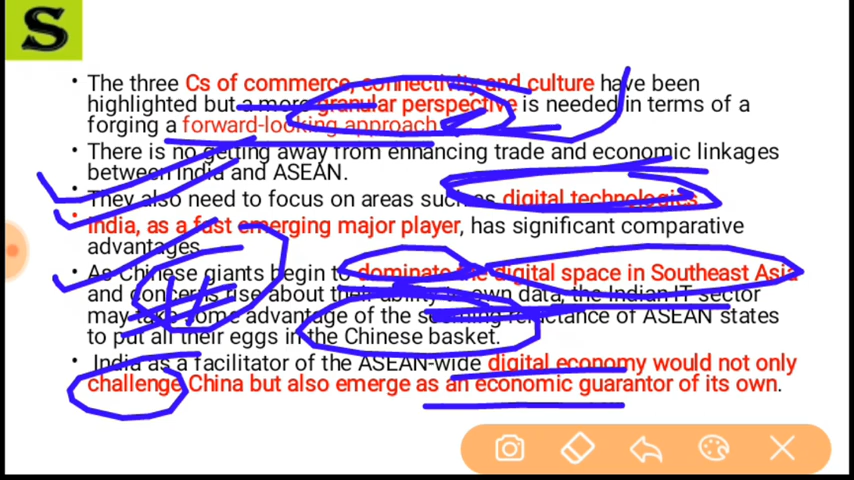 S
• The three Cs of commerce, connectivity and culture have been
highlighted but a more granular perspective is needed in terms of a
forging a forward-looking approach
• There is no getting away from enhancing trade and economic linkages
between India and ASEAN.
• They also need to focus on areas such as digital technologies
• India, as a fast emerging major player, has significant comparative
advantages
• As Chinese giants begin to dominate the digital space in Southeast Asia
and concerns rise about their ability to own data, the Indian IT sector
may take some advantage of the seeming reluctance of ASEAN states
to put all their eggs in the Chinese basket.
• India as a facilitator of the ASEAN-wide digital economy would not only
challenge China but also emerge as an economic guarantor of its own.